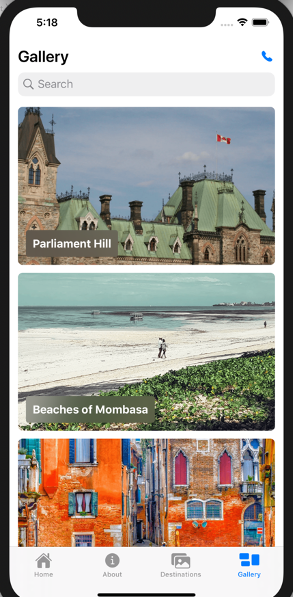 5:18
Gallery
Search
Parliament Hill
Beaches of Mombasa
Home
About
Destinations
Gallery